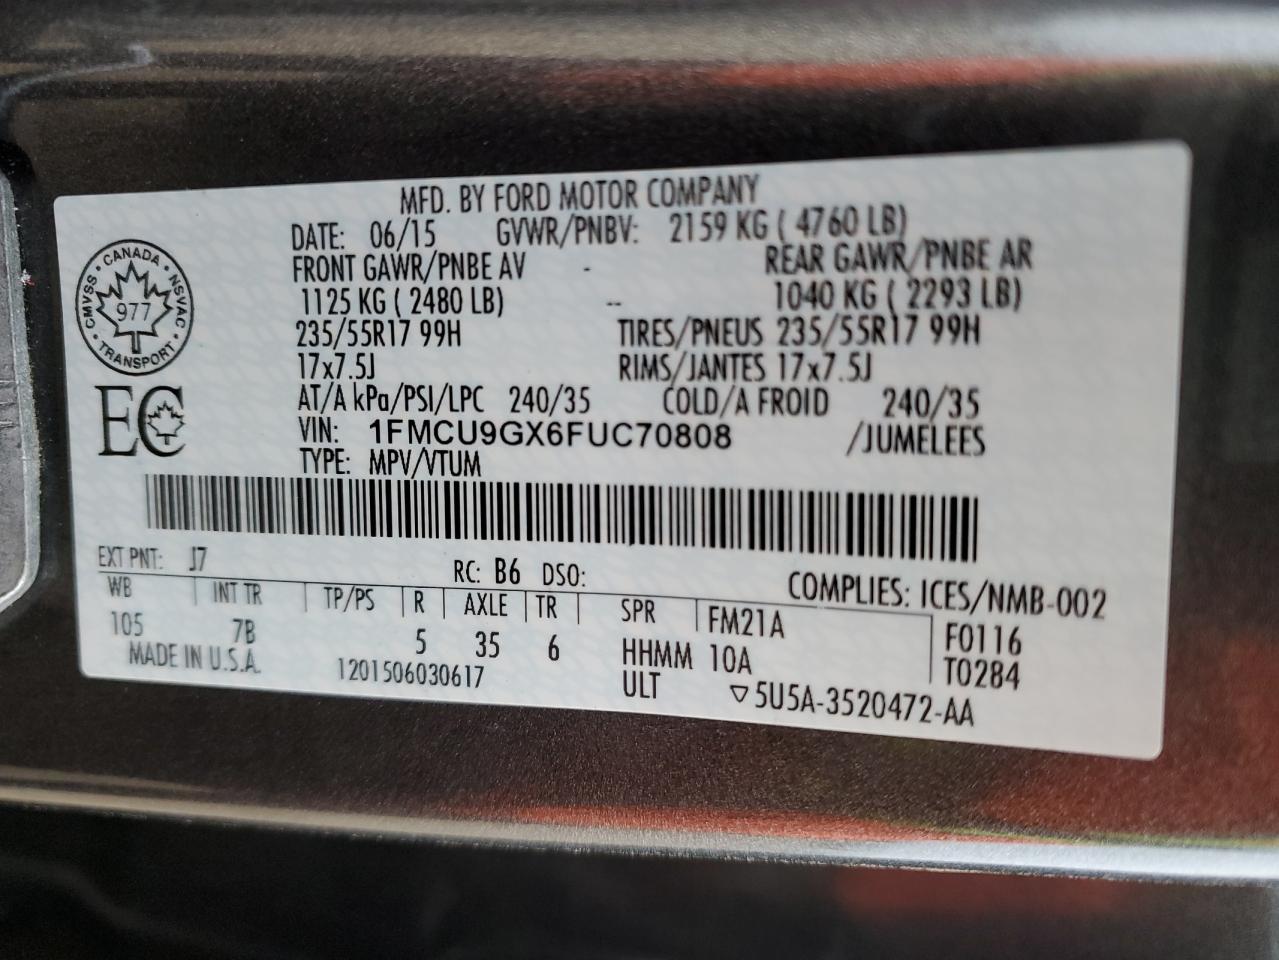 MFD. BY FORD MOTOR COMPANY
DATE: 06/15 GVWR/PNBV: 2159 KG ( 4760 LB)
FRONT GAWR/PNBE AV - REAR GAWR/PNBE AR
1125 KG ( 2480 LB) -- 1040 KG ( 2293 LB)
235/55R17 99H TIRES/PNEUS 235/55R17 99H
17x7.5J RIMS/JANTES 17x7.5J
AT/A kPa/PSI/LPC 240/35 COLD/A FROID 240/35
VIN: 1FMCU9GX6FUC70808 /JUMELEES
TYPE: MPV/VTUM
CANADA
CMVSS · NSVAC
977
TRANSPORT
EC
EXT PNT: J7 RC: B6 DSO: COMPLIES: ICES/NMB-002
WB | INT TR | TP/PS | R | AXLE | TR | SPR | FM21A F0116
105 7B 5 35 6 HHMM 10A T0284
MADE IN U.S.A. 1201506030617 ULT ▽5U5A-3520472-AA